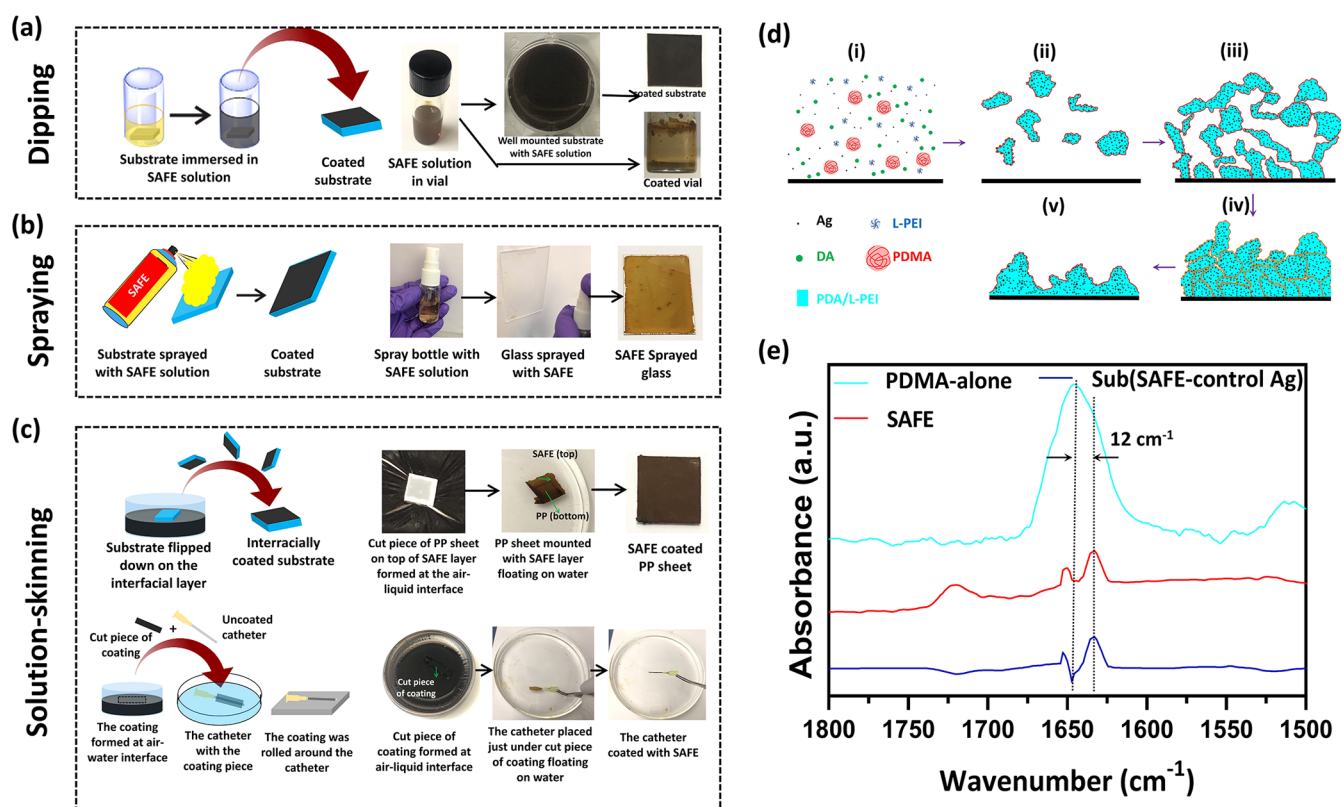 (a)
Dipping
Substrate immersed in
SAFE solution
Coated
substrate
SAFE solution
in vial
Well mounted substrate
with SAFE solution
coated substrate
Coated vial
(b)
Spraying
SAFE
Substrate sprayed
with SAFE solution
Coated
substrate
Spray bottle with
SAFE solution
Glass sprayed
with SAFE
SAFE Sprayed
glass
(c)
Solution-skinning
Substrate flipped
down on the
interfacial layer
Interracially
coated substrate
Cut piece of PP sheet
on top of SAFE layer
formed at the air-
liquid interface
SAFE (top)
PP (bottom)
PP sheet mounted
with SAFE layer
floating on water
SAFE coated
PP sheet
Cut piece of
coating
+
Uncoated
catheter
The coating
formed at air-
water interface
The catheter
with the
coating piece
The coating was
rolled around the
catheter
Cut piece
of coating
Cut piece of
coating formed at
air-liquid interface
The catheter placed
just under cut piece
of coating floating
on water
The catheter
coated with SAFE
(d)
(i)
(ii)
(iii)
(v)
(iv)
Ag
L-PEI
DA
PDMA
PDA/L-PEI
(e)
PDMA-alone
Sub(SAFE-control Ag)
SAFE
12 cm⁻¹
Absorbance (a.u.)
1800 1750 1700 1650 1600 1550 1500
Wavenumber (cm⁻¹)